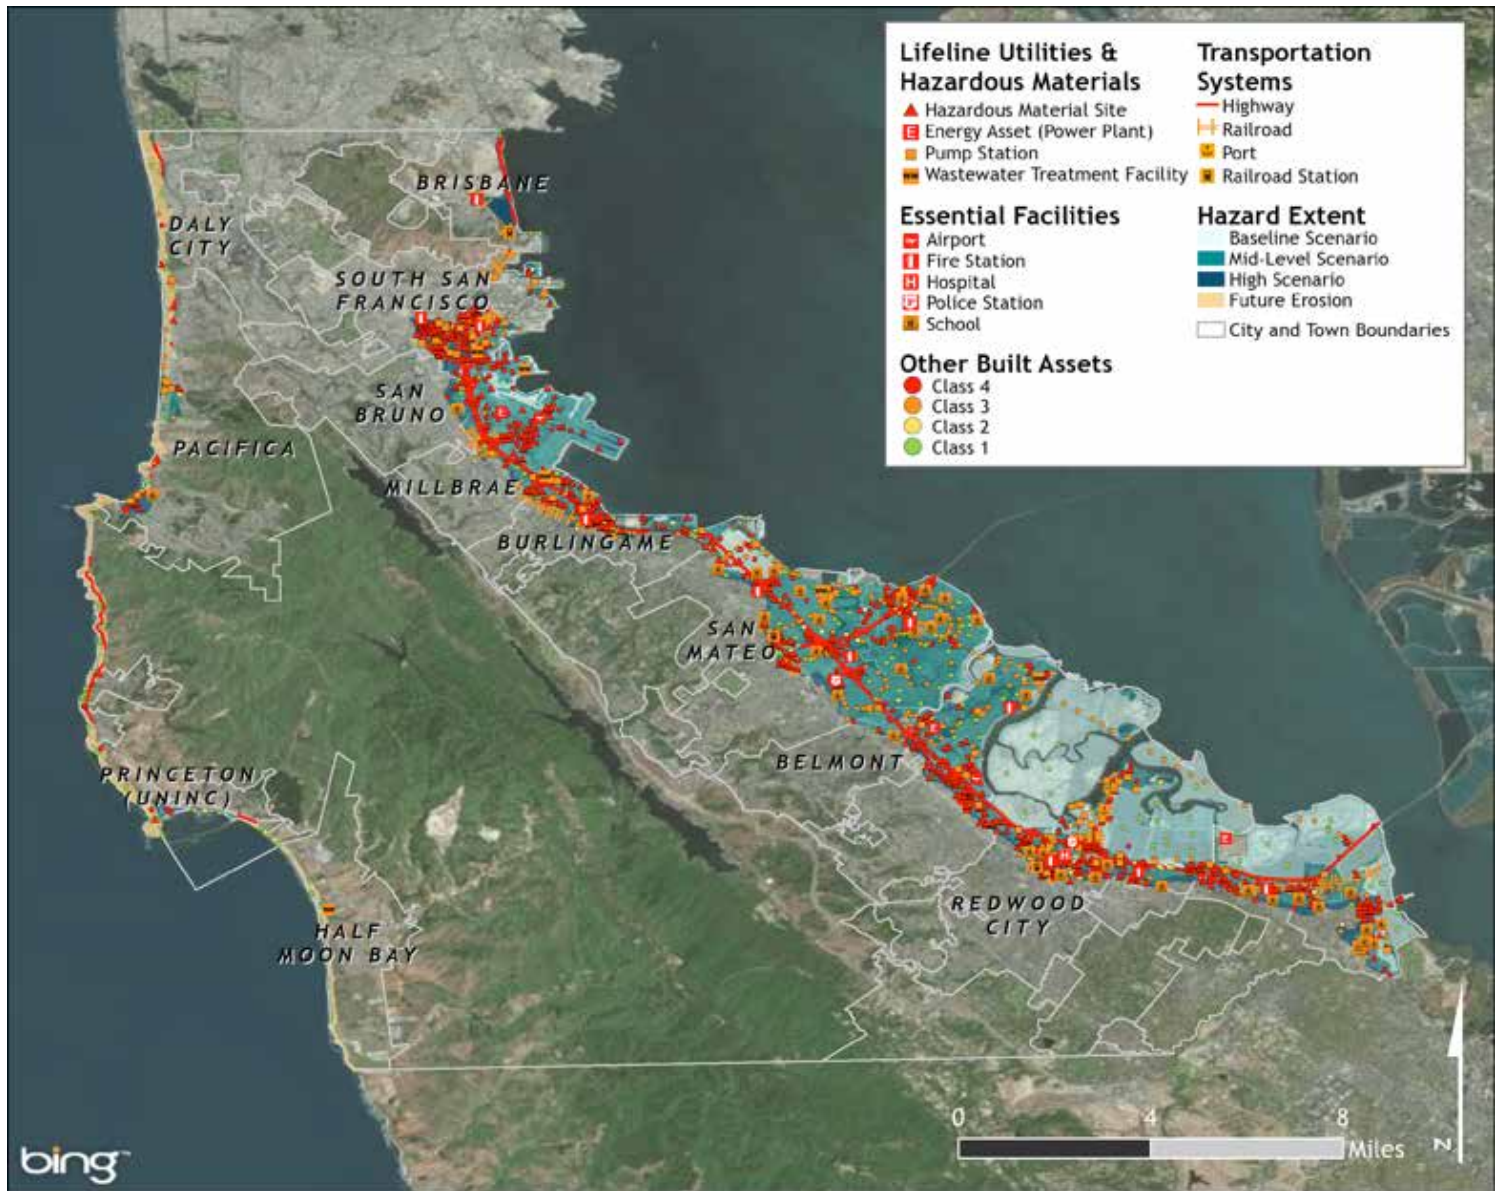 Lifeline Utilities &
Hazardous Materials
Hazardous Material Site
E Energy Asset (Power Plant)
Pump Station
Wastewater Treatment Facility
Essential Facilities
Airport
Fire Station
H Hospital
Police Station
School
Other Built Assets
Class 4
Class 3
Class 2
Class 1
Transportation
Systems
Highway
Railroad
Port
Railroad Station
Hazard Extent
Baseline Scenario
Mid-Level Scenario
High Scenario
Future Erosion
City and Town Boundaries
BRISBANE
DALY
CITY
SOUTH SAN
FRANCISCO
SAN
BRUNO
PACIFICA
MILLBRAE
BURLINGAME
SAN
MATEO
BELMONT
PRINCETON
(UNINC)
REDWOOD
CITY
HALF
MOON BAY
0 4 8
Miles
N
bing